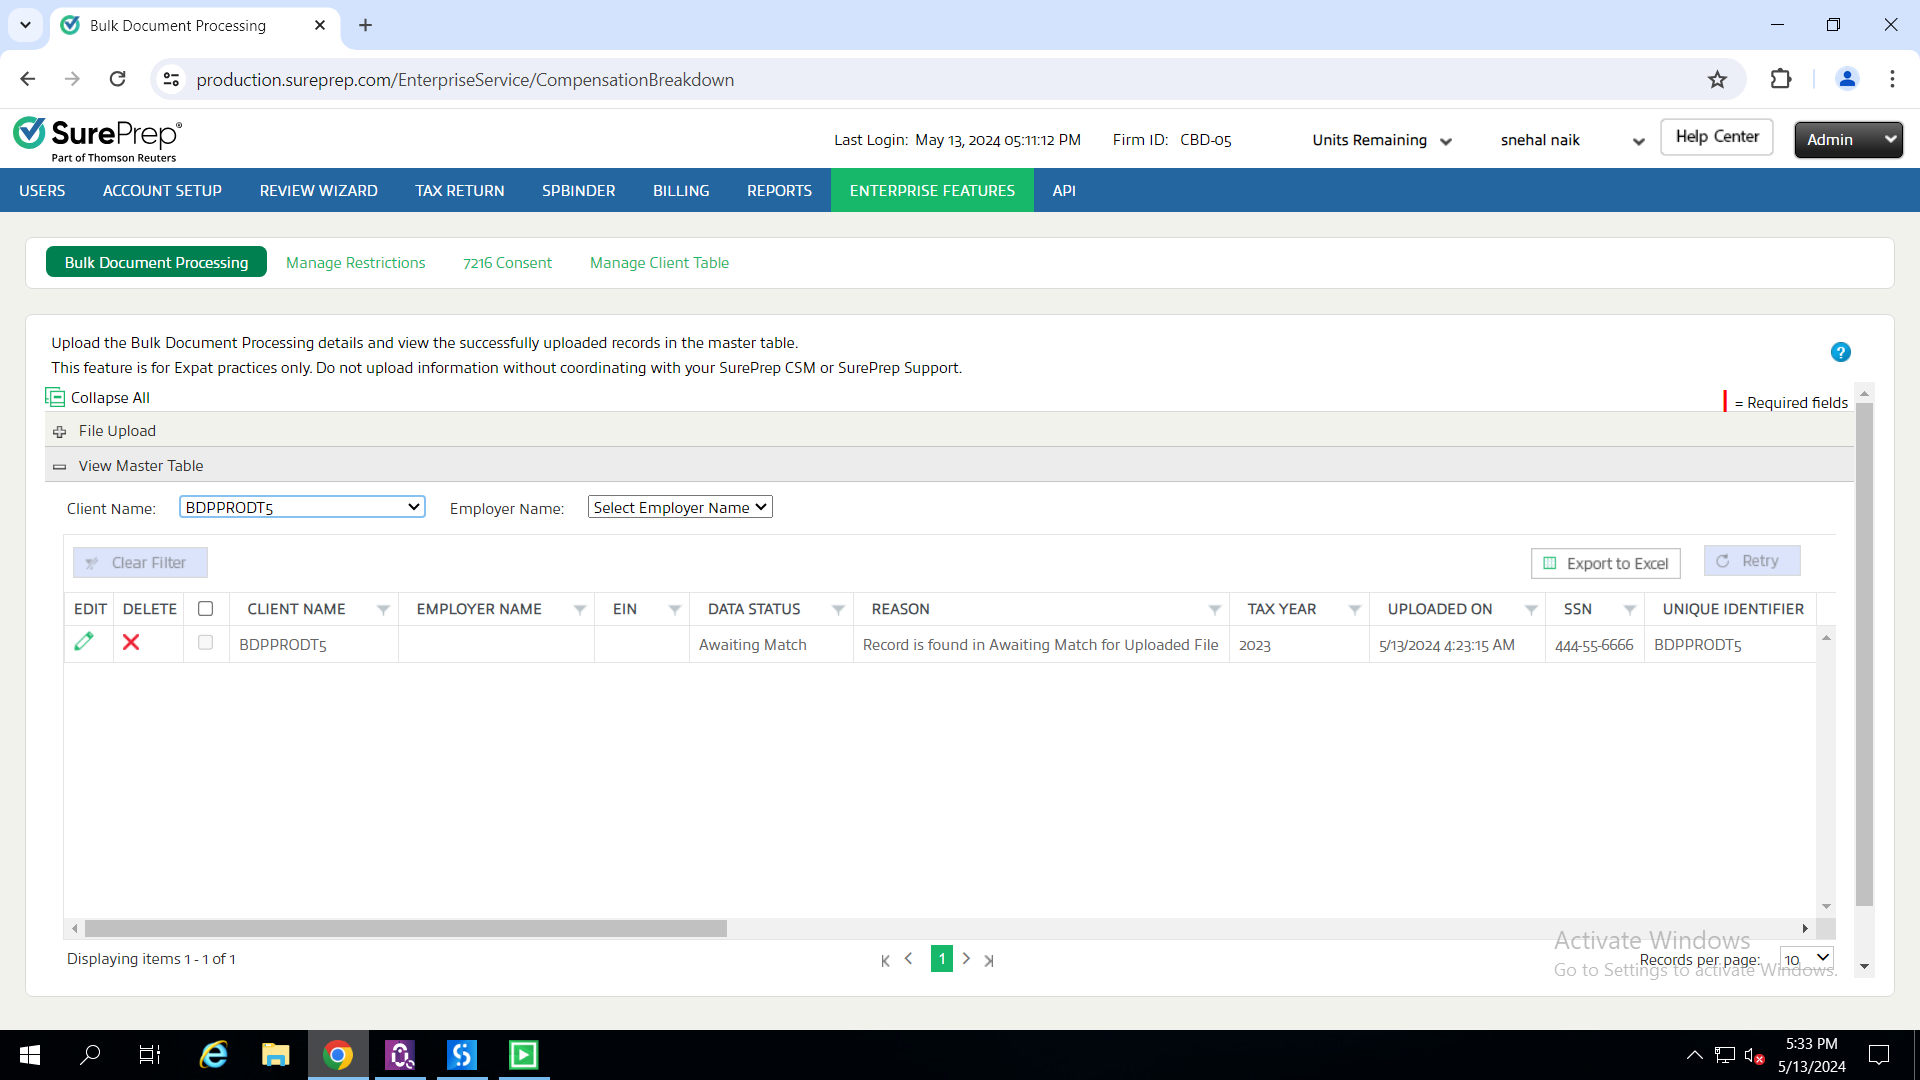 Bulk Document Processing
production.sureprep.com/EnterpriseService/CompensationBreakdown
SurePrep®
Part of Thomson Reuters
Last Login: May 13, 2024 05:11:12 PM
Firm ID: CBD-05
Units Remaining
snehal naik
Help Center
Admin
USERS
ACCOUNT SETUP
REVIEW WIZARD
TAX RETURN
SPBINDER
BILLING
REPORTS
ENTERPRISE FEATURES
API
Bulk Document Processing
Manage Restrictions
7216 Consent
Manage Client Table
Upload the Bulk Document Processing details and view the successfully uploaded records in the master table.
This feature is for Expat practices only. Do not upload information without coordinating with your SurePrep CSM or SurePrep Support.
?
Collapse All
= Required fields
File Upload
View Master Table
Client Name: BDPPRODT5
Employer Name: Select Employer Name
Clear Filter
Export to Excel
Retry
EDIT DELETE CLIENT NAME EMPLOYER NAME EIN DATA STATUS REASON TAX YEAR UPLOADED ON SSN UNIQUE IDENTIFIER
BDPPRODT5 Awaiting Match Record is found in Awaiting Match for Uploaded File 2023 5/13/2024 4:23:15 AM 444-55-6666 BDPPRODT5
Displaying items 1 - 1 of 1
1
Records per page: 10
Activate Windows
Go to Settings to activate Windows.
5:33 PM
5/13/2024